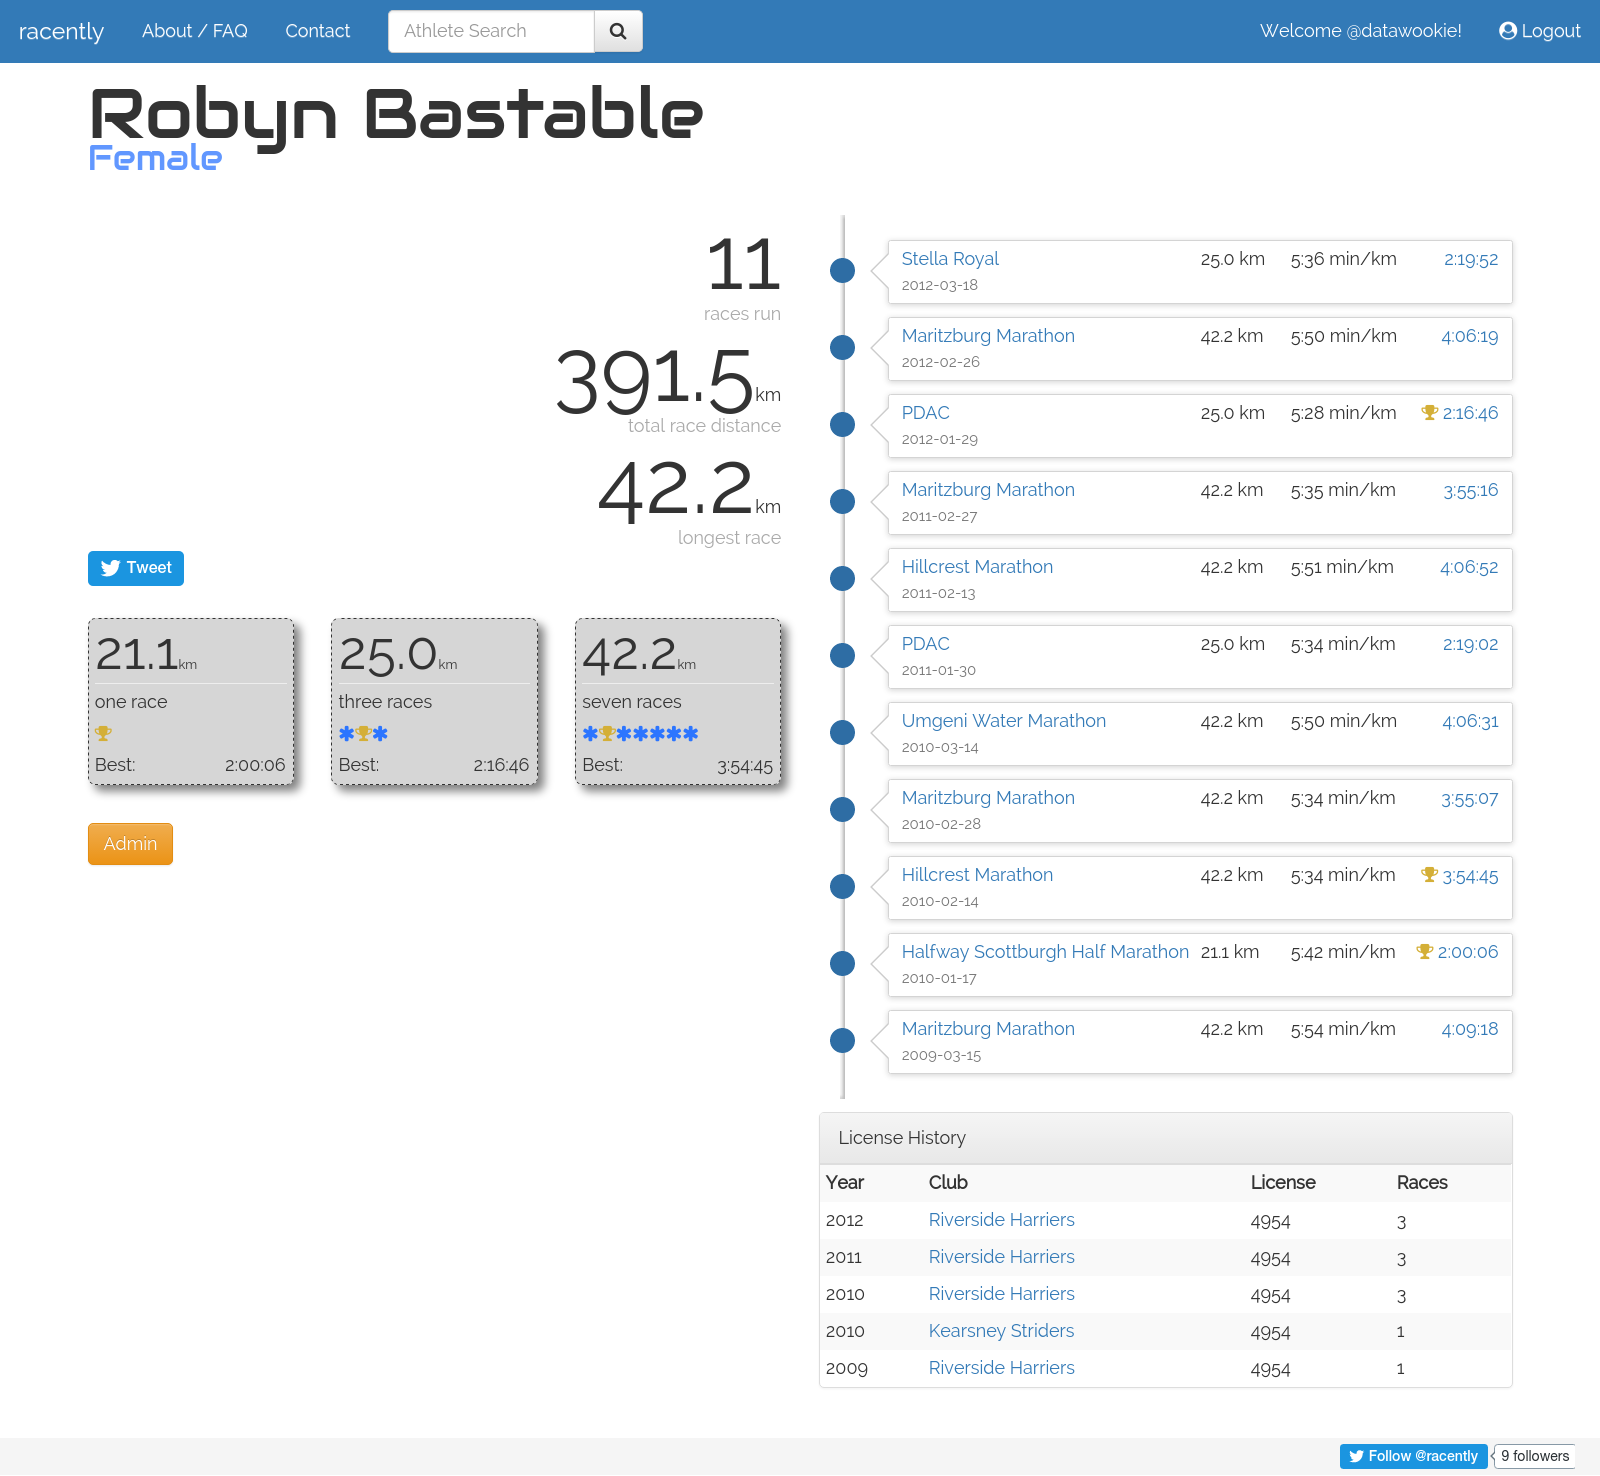 racently About / FAQ Contact Athlete Search Welcome @datawookie! Logout
Robyn Bastable
Female
11
races run
391.5km
total race distance
42.2km
longest race
Tweet
21.1km
one race
Best: 2:00:06
25.0km
three races
Best: 2:16:46
42.2km
seven races
Best: 3:54:45
Admin
Stella Royal 25.0 km 5:36 min/km 2:19:52
2012-03-18
Maritzburg Marathon 42.2 km 5:50 min/km 4:06:19
2012-02-26
PDAC 25.0 km 5:28 min/km 2:16:46
2012-01-29
Maritzburg Marathon 42.2 km 5:35 min/km 3:55:16
2011-02-27
Hillcrest Marathon 42.2 km 5:51 min/km 4:06:52
2011-02-13
PDAC 25.0 km 5:34 min/km 2:19:02
2011-01-30
Umgeni Water Marathon 42.2 km 5:50 min/km 4:06:31
2010-03-14
Maritzburg Marathon 42.2 km 5:34 min/km 3:55:07
2010-02-28
Hillcrest Marathon 42.2 km 5:34 min/km 3:54:45
2010-02-14
Halfway Scottburgh Half Marathon 21.1 km 5:42 min/km 2:00:06
2010-01-17
Maritzburg Marathon 42.2 km 5:54 min/km 4:09:18
2009-03-15
License History
Year Club License Races
2012 Riverside Harriers 4954 3
2011 Riverside Harriers 4954 3
2010 Riverside Harriers 4954 3
2010 Kearsney Striders 4954 1
2009 Riverside Harriers 4954 1
Follow @racently 9 followers